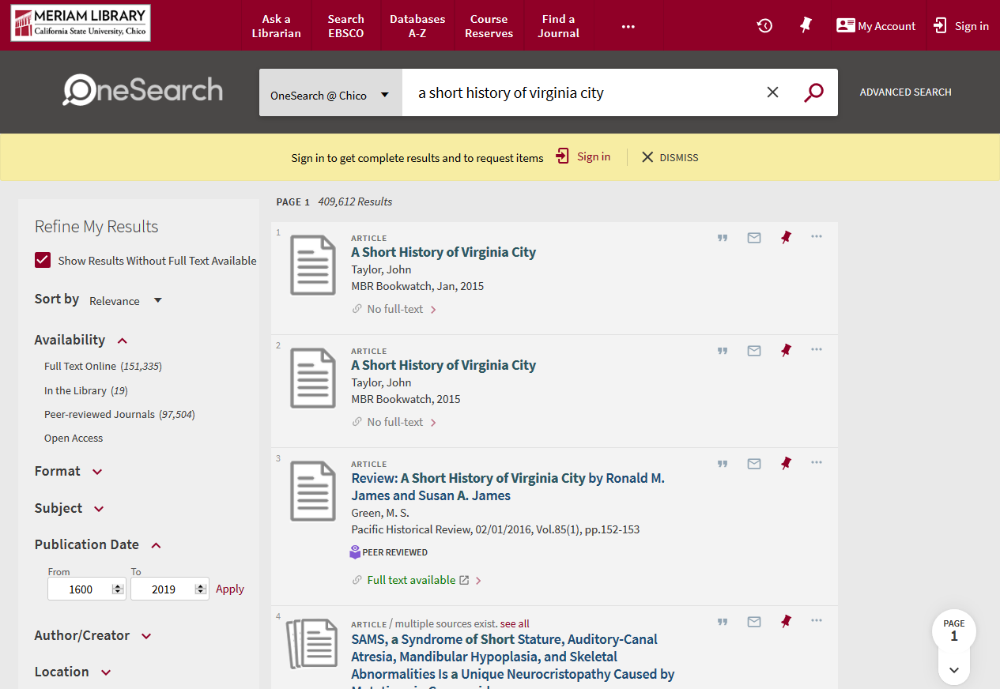 MERIAM LIBRARY
California State University, Chico
Ask a Librarian
Search EBSCO
Databases A-Z
Course Reserves
Find a Journal
My Account
Sign in
OneSearch
OneSearch @ Chico
a short history of virginia city
ADVANCED SEARCH
Sign in to get complete results and to request items
Sign in
DISMISS
PAGE 1 409,612 Results
Refine My Results
Show Results Without Full Text Available
Sort by Relevance
Availability
Full Text Online (151,335)
In the Library (19)
Peer-reviewed Journals (97,504)
Open Access
Format
Subject
Publication Date
From To
1600 2019 Apply
Author/Creator
Location
1
ARTICLE
A Short History of Virginia City
Taylor, John
MBR Bookwatch, Jan, 2015
No full-text
2
ARTICLE
A Short History of Virginia City
Taylor, John
MBR Bookwatch, 2015
No full-text
3
ARTICLE
Review: A Short History of Virginia City by Ronald M.
James and Susan A. James
Green, M. S.
Pacific Historical Review, 02/01/2016, Vol.85(1), pp.152-153
PEER REVIEWED
Full text available
4
ARTICLE / multiple sources exist. see all
SAMS, a Syndrome of Short Stature, Auditory-Canal
Atresia, Mandibular Hypoplasia, and Skeletal
Abnormalities Is a Unique Neurocristopathy Caused by
PAGE
1